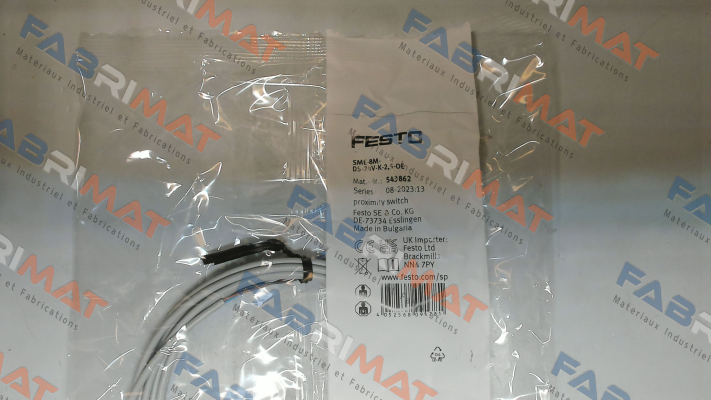 FABRIMAT
Matériaux Industriel et Fabrications
FESTO
SME-8M-
DS-24V-K-2,5-OE
Mat. 543862
Series 08-2023:13
proximity switch
Festo SE & Co. KG
DE-73734 Esslingen
Made in Bulgaria
UK Importer:
Festo Ltd
Brackmills
NN4 7PY
www.festo.com/sp